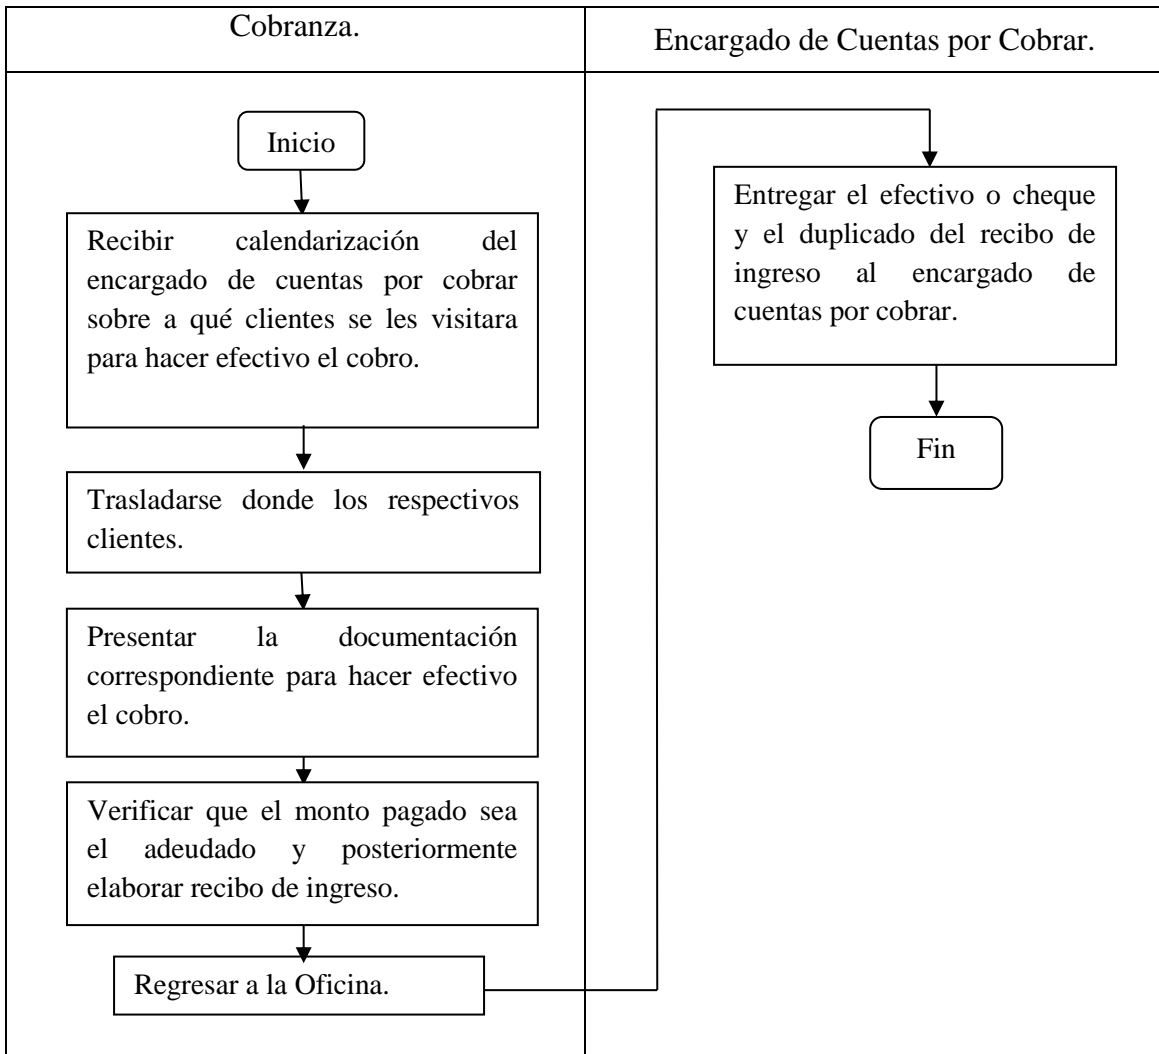 Cobranza.
Encargado de Cuentas por Cobrar.
Inicio
Recibir calendarización del
encargado de cuentas por cobrar
sobre a qué clientes se les visitara
para hacer efectivo el cobro.
Trasladarse donde los respectivos
clientes.
Presentar la documentación
correspondiente para hacer efectivo
el cobro.
Verificar que el monto pagado sea
el adeudado y posteriormente
elaborar recibo de ingreso.
Regresar a la Oficina.
Entregar el efectivo o cheque
y el duplicado del recibo de
ingreso al encargado de
cuentas por cobrar.
Fin